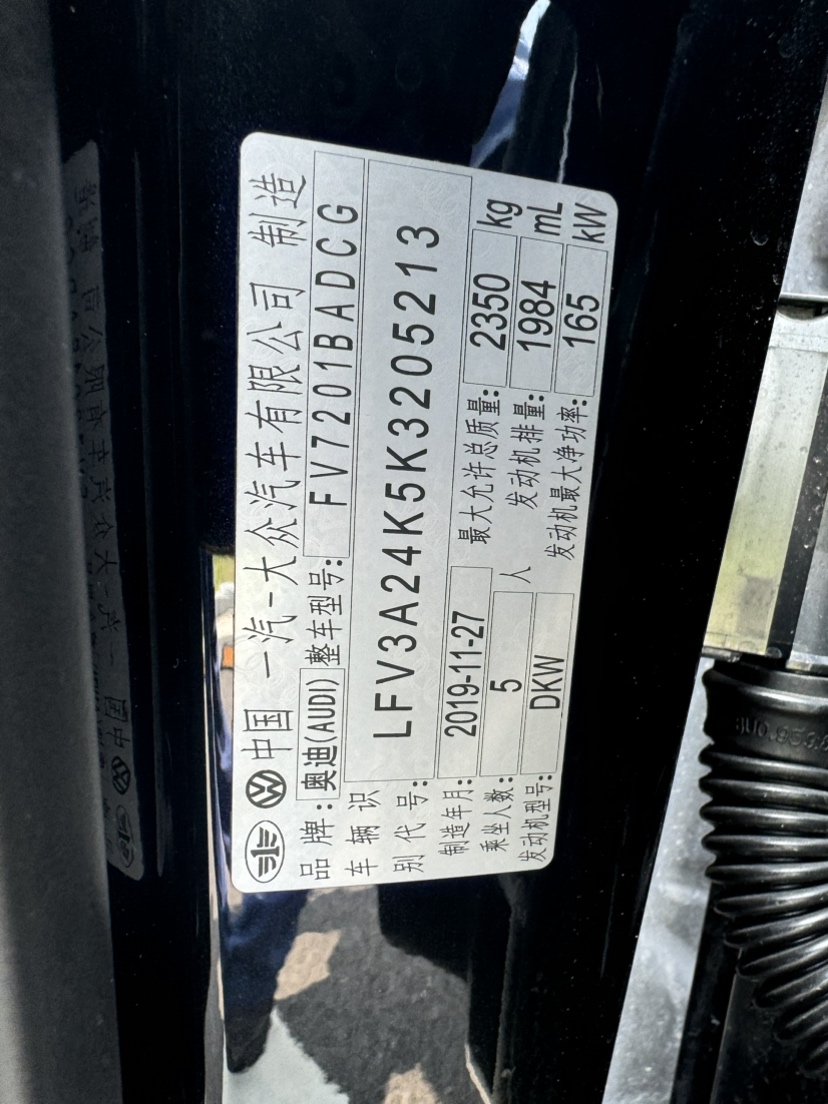 中国 一汽-大众汽车有限公司 制造
品牌: 奥迪(AUDI) 整车型号: FV7201BADCG
车辆识别代号: LFV3A24K5K3205213
制造年月: 2019-11-27 最大允许总质量: 2350 kg
乘坐人数: 5 人 发动机排量: 1984 mL
发动机型号: DKW 发动机最大净功率: 165 kW